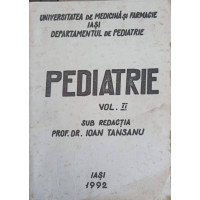 UNIVERSITATEA DE MEDICINĂ ȘI FARMACIE
IAȘI
DEPARTAMENTUL DE PEDIATRIE
PEDIATRIE
VOL. II
SUB REDACȚIA
PROF. DR. IOAN TANSANU
IAȘI
1992